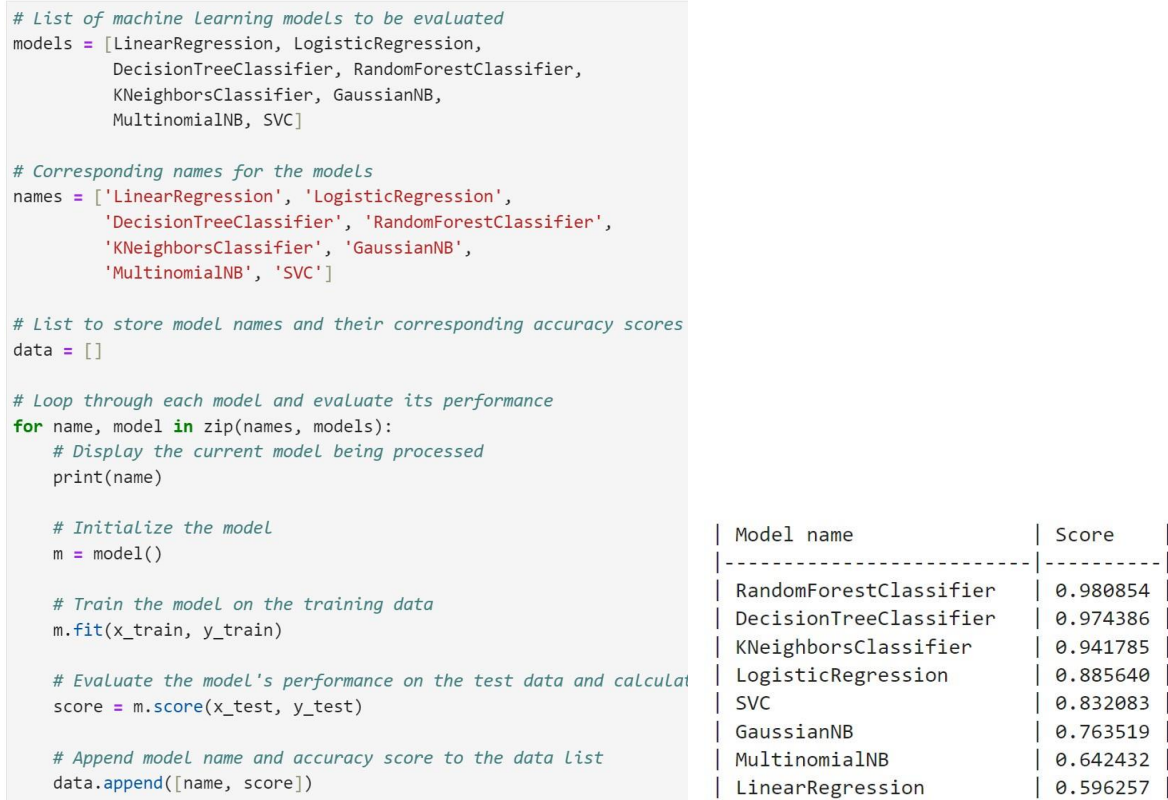 # List of machine learning models to be evaluated
models = [LinearRegression, LogisticRegression,
          DecisionTreeClassifier, RandomForestClassifier,
          KNeighborsClassifier, GaussianNB,
          MultinomialNB, SVC]

# Corresponding names for the models
names = ['LinearRegression', 'LogisticRegression',
         'DecisionTreeClassifier', 'RandomForestClassifier',
         'KNeighborsClassifier', 'GaussianNB',
         'MultinomialNB', 'SVC']

# List to store model names and their corresponding accuracy scores
data = []

# Loop through each model and evaluate its performance
for name, model in zip(names, models):
    # Display the current model being processed
    print(name)

    # Initialize the model
    m = model()

    # Train the model on the training data
    m.fit(x_train, y_train)

    # Evaluate the model's performance on the test data and calculat
    score = m.score(x_test, y_test)

    # Append model name and accuracy score to the data list
    data.append([name, score])

| Model name | Score |
|--------------------------|----------|
| RandomForestClassifier | 0.980854 |
| DecisionTreeClassifier | 0.974386 |
| KNeighborsClassifier | 0.941785 |
| LogisticRegression | 0.885640 |
| SVC | 0.832083 |
| GaussianNB | 0.763519 |
| MultinomialNB | 0.642432 |
| LinearRegression | 0.596257 |